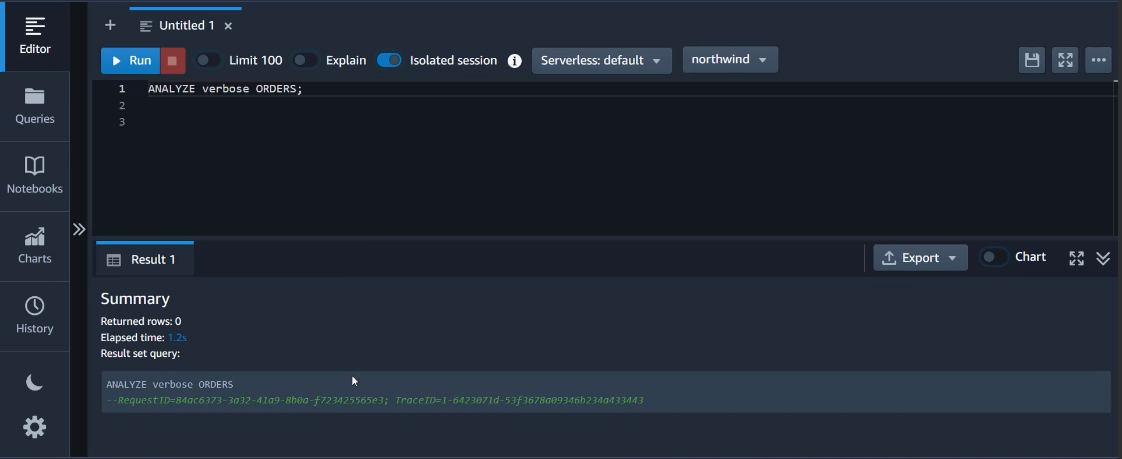 Editor
Queries
Notebooks
Charts
History
+ Untitled 1 ×
Run Limit 100 Explain Isolated session i Serverless: default northwind
1 ANALYZE verbose ORDERS;
2
3
Result 1 Export Chart
Summary
Returned rows: 0
Elapsed time: 1.2s
Result set query:
ANALYZE verbose ORDERS
--RequestID=84ac6373-3a32-41a9-8b0a-f723425565e3; TraceID=1-6423071d-53f3678a09346b234a433443